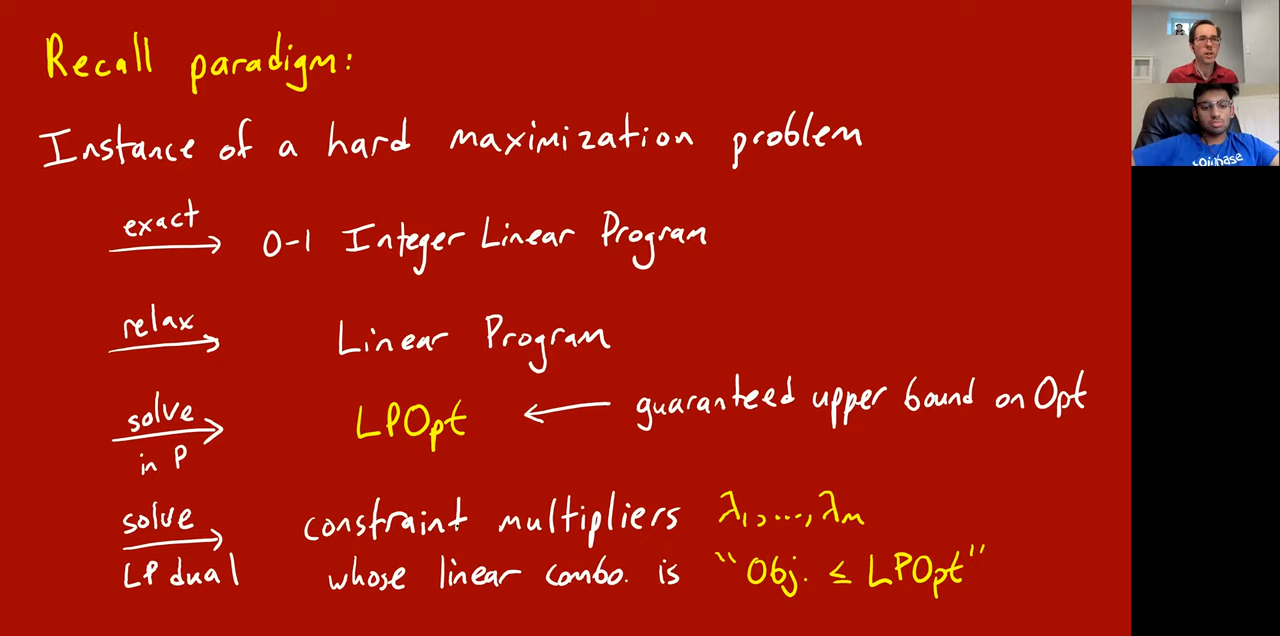 Recall paradigm:
Instance of a hard maximization problem
exact
0-1 Integer Linear Program
relax
Linear Program
solve
in P
LPOpt
guaranteed upper bound on Opt
solve
LP dual
constraint multipliers λ₁,...,λₘ
whose linear combo. is "Obj. ≤ LPOpt"
coinbase